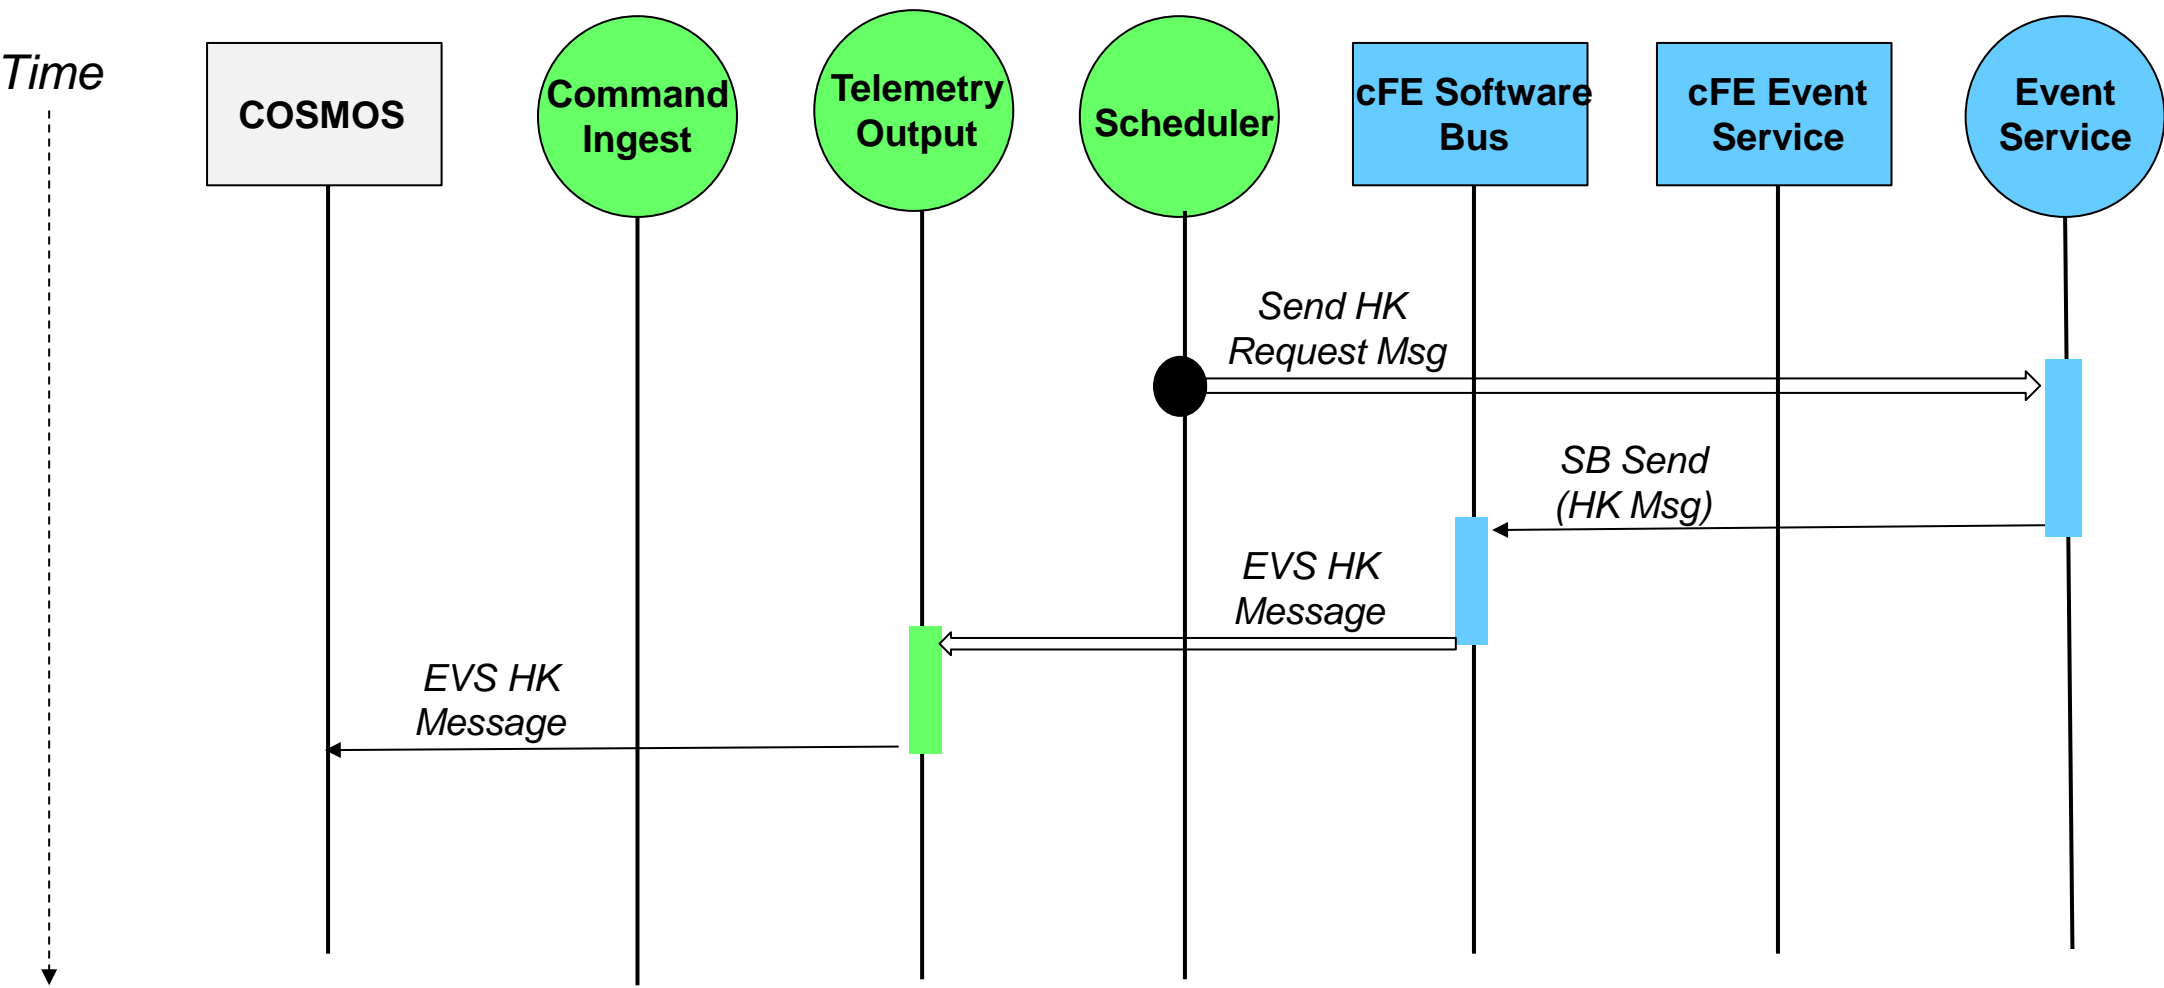 Time
COSMOS
Command
Ingest
Telemetry
Output
Scheduler
cFE Software
Bus
cFE Event
Service
Event
Service
Send HK
Request Msg
SB Send
(HK Msg)
EVS HK
Message
EVS HK
Message